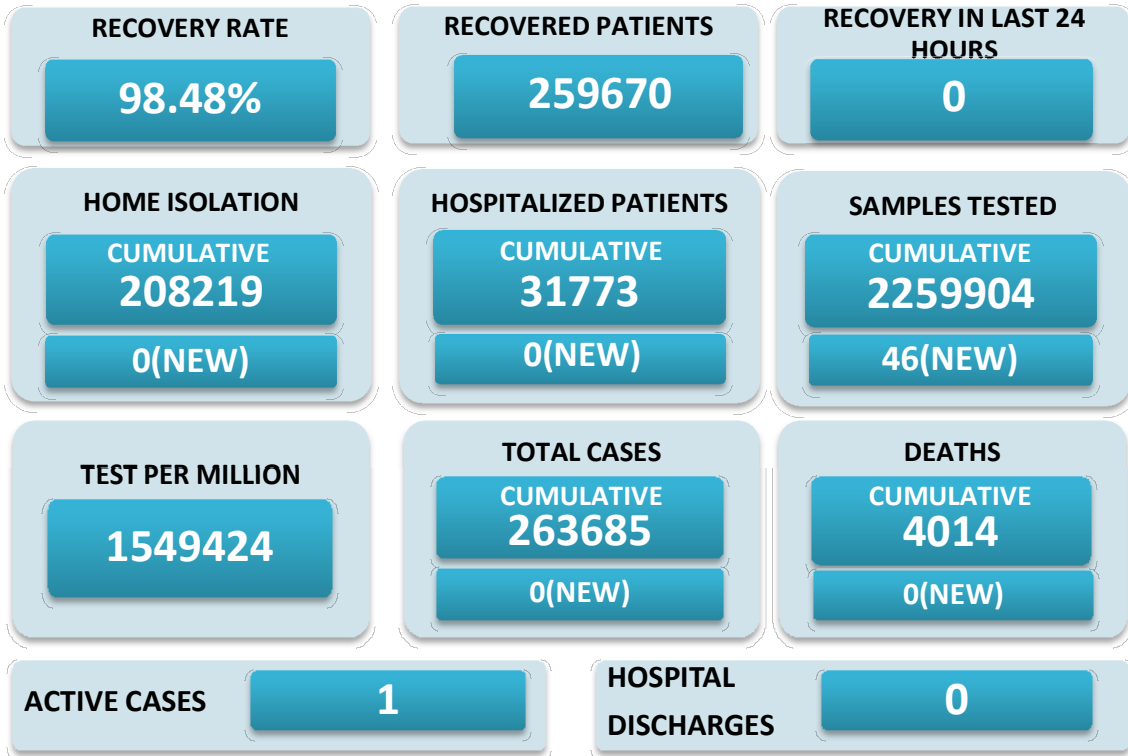 RECOVERY RATE
98.48%
RECOVERED PATIENTS
259670
RECOVERY IN LAST 24
HOURS
0
HOME ISOLATION
CUMULATIVE
208219
0(NEW)
HOSPITALIZED PATIENTS
CUMULATIVE
31773
0(NEW)
SAMPLES TESTED
CUMULATIVE
2259904
46(NEW)
TEST PER MILLION
1549424
TOTAL CASES
CUMULATIVE
263685
0(NEW)
DEATHS
CUMULATIVE
4014
0(NEW)
ACTIVE CASES
1
HOSPITAL
DISCHARGES
0